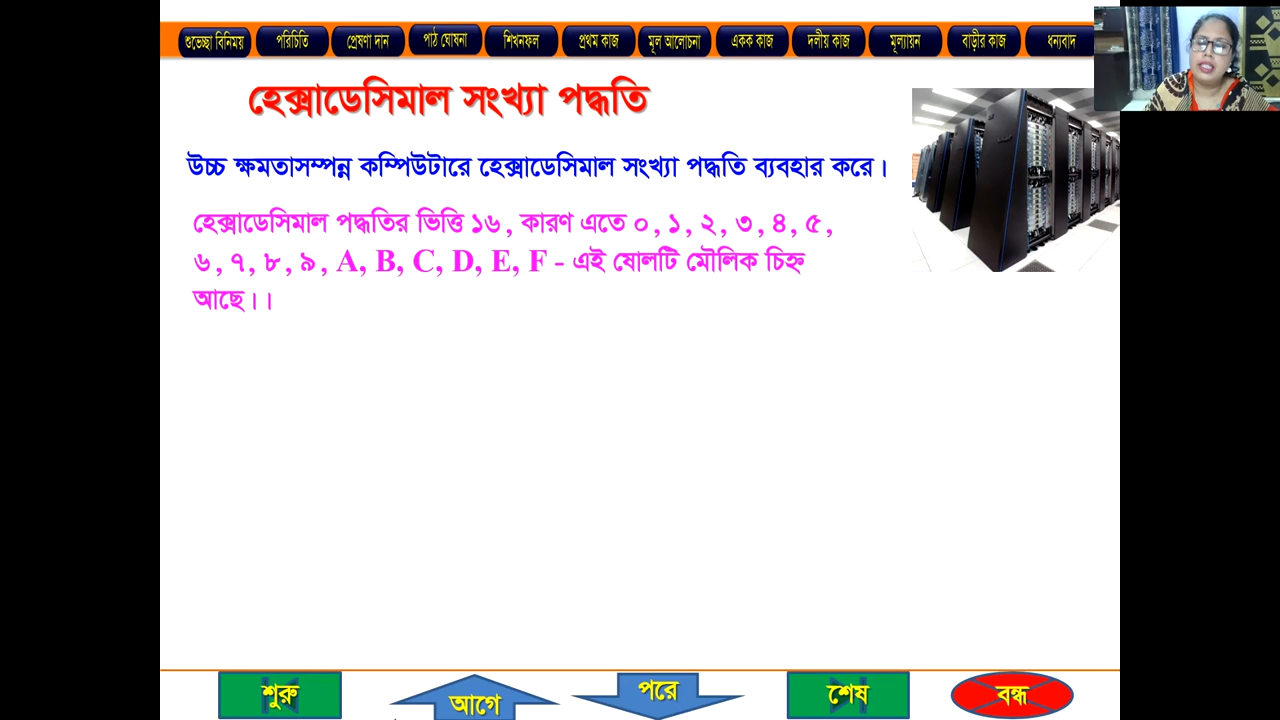 শুভেচ্ছা বিনিময় পরিচিতি প্রেষণা দান পাঠ ঘোষনা শিখনফল প্রথম কাজ মূল আলোচনা একক কাজ দলীয় কাজ মূল্যায়ন বাড়ীর কাজ ধন্যবাদ
হেক্সাডেসিমাল সংখ্যা পদ্ধতি
উচ্চ ক্ষমতাসম্পন্ন কম্পিউটারে হেক্সাডেসিমাল সংখ্যা পদ্ধতি ব্যবহার করে।
হেক্সাডেসিমাল পদ্ধতির ভিত্তি ১৬, কারণ এতে ০, ১, ২, ৩, ৪, ৫,
৬, ৭, ৮, ৯, A, B, C, D, E, F - এই ষোলটি মৌলিক চিহ্ন
আছে।।
শুরু আগে পরে শেষ বন্ধ